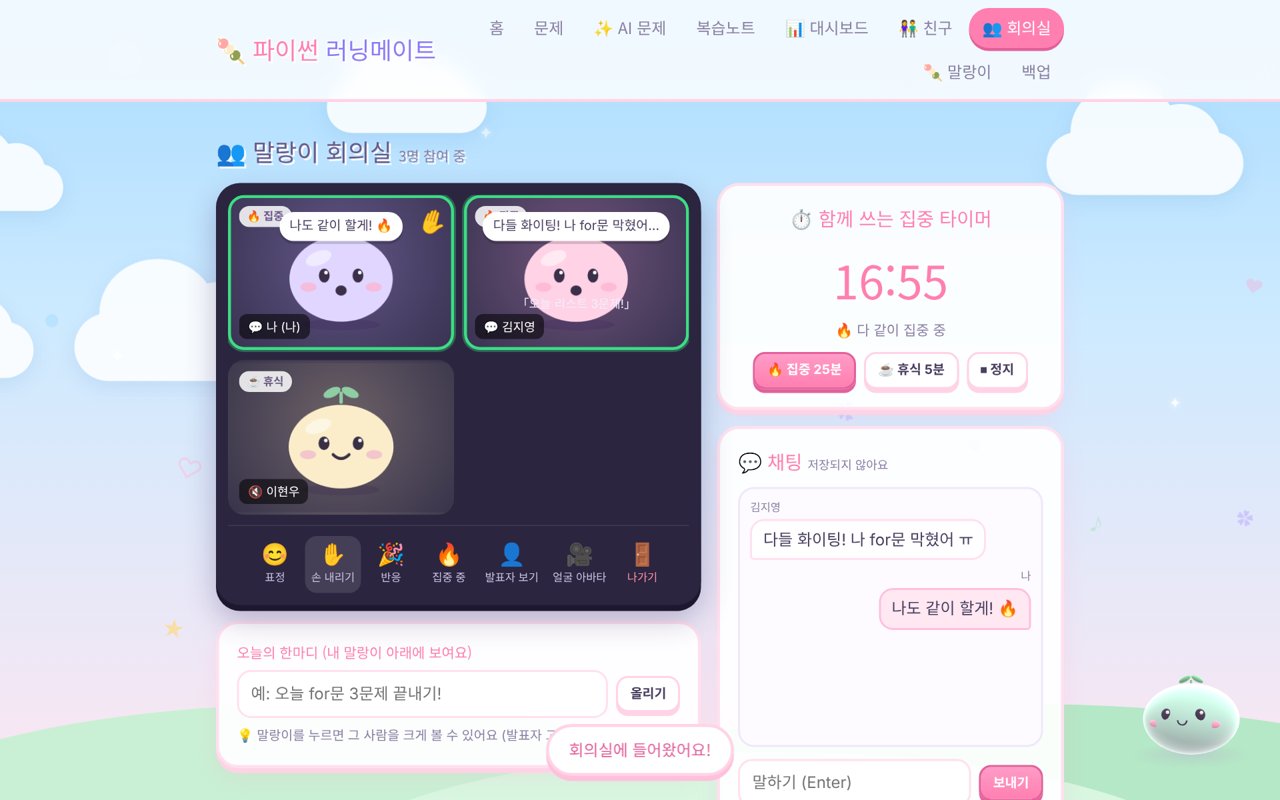 파이썬 러닝메이트
홈 문제 ✨ AI 문제 복습노트 📊 대시보드 👫 친구 👥 회의실
🍡 말랑이 백업
👥 말랑이 회의실 3명 참여 중
🔥 집중
나도 같이 할게! 🔥
💬 나 (나)
다들 화이팅! 나 for문 막혔어…
「오늘 리스트 3문제!」
💬 김지영
☕ 휴식
🔇 이현우
표정 손 내리기 반응 집중 중 발표자 보기 얼굴 아바타 나가기
오늘의 한마디 (내 말랑이 아래에 보여요)
예: 오늘 for문 3문제 끝내기! 올리기
💡 말랑이를 누르면 그 사람을 크게 볼 수 있어요 (발표자
회의실에 들어왔어요!
⏱️ 함께 쓰는 집중 타이머
16:55
🔥 다 같이 집중 중
🔥 집중 25분 ☕ 휴식 5분 ■ 정지
💬 채팅 저장되지 않아요
김지영
다들 화이팅! 나 for문 막혔어 ㅠ
나
나도 같이 할게! 🔥
말하기 (Enter) 보내기